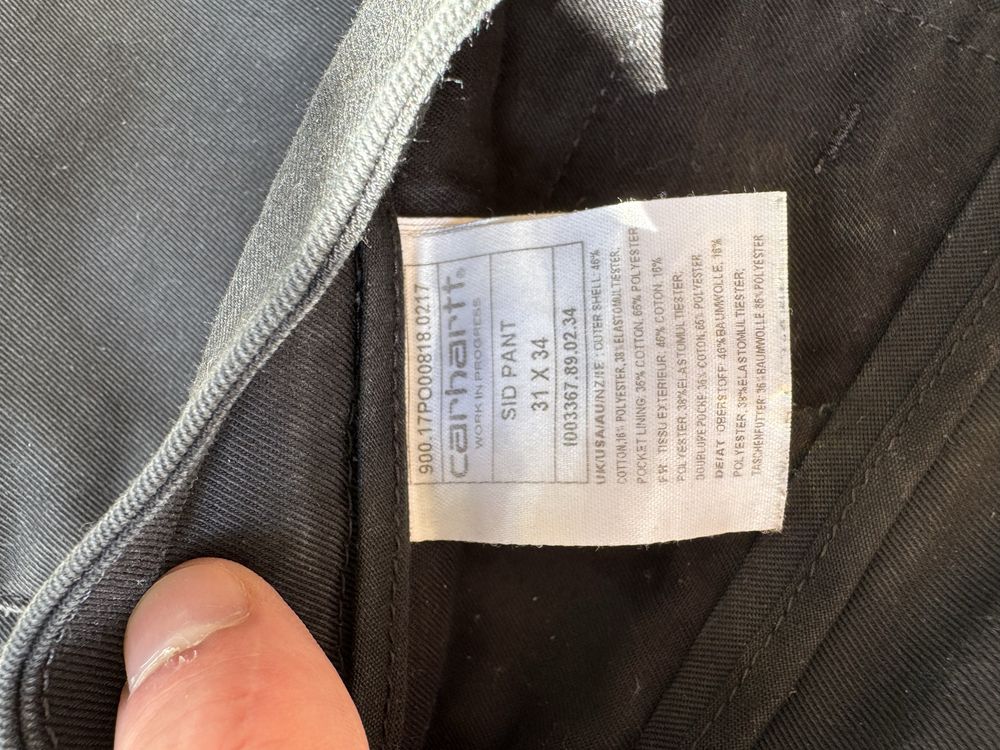 900.17PO00818.0217
carhartt®
WORK IN PROGRESS
SID PANT
31 X 34
I003367.89.02.34
UK/USA/AU/NZ/IE : OUTER SHELL: 46%
COTTON,16% POLYESTER, 38% ELASTOMULTIESTER;
POCKET LINING: 35% COTTON, 65% POLYESTER
FR: TISSU EXTERIEUR: 46% COTON, 16%
POLYESTER, 38% ELASTOMULTIESTER;
DOUBLURE POCKE: 35% COTON, 65% POLYESTER
DE/AT: OBERSTOFF: 46% BAUMWOLLE, 16%
POLYESTER, 38% ELASTOMULTIESTER;
TASCHENFUTTER: 35% BAUMWOLLE, 65% POLYESTER